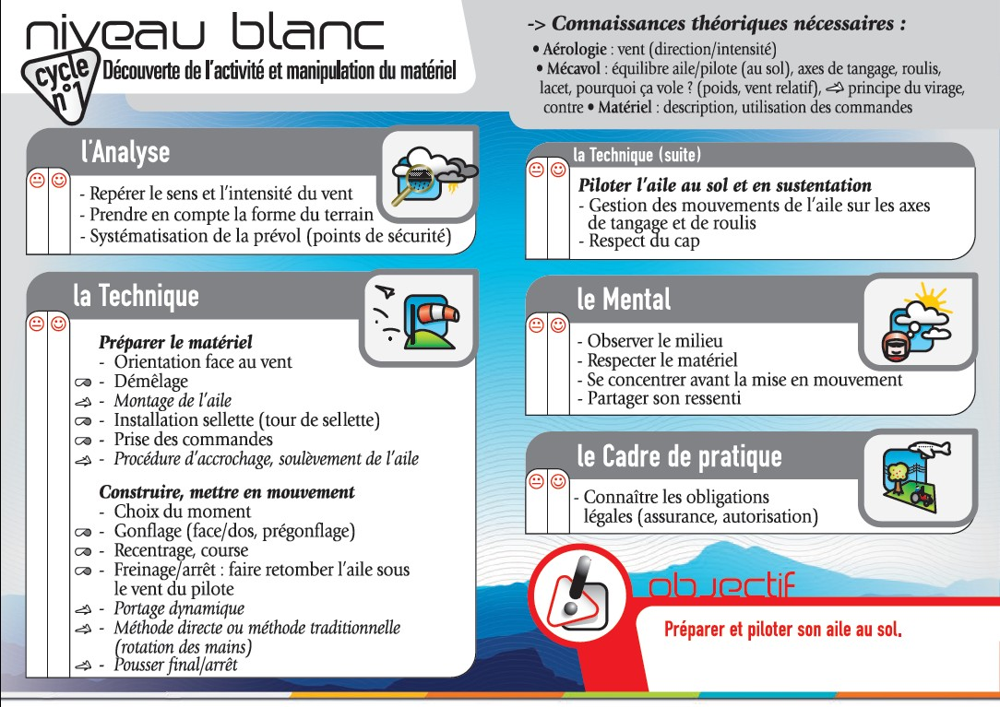 niveau blanc
cycle
n°1
Découverte de l'activité et manipulation du matériel
-> Connaissances théoriques nécessaires :
• Aérologie : vent (direction/intensité)
• Mécavol : équilibre aile/pilote (au sol), axes de tangage, roulis,
lacet, pourquoi ça vole ? (poids, vent relatif), principe du virage,
contre • Matériel : description, utilisation des commandes
l'Analyse
- Repérer le sens et l'intensité du vent
- Prendre en compte la forme du terrain
- Systématisation de la prévol (points de sécurité)
la Technique
Préparer le matériel
- Orientation face au vent
- Démêlage
- Montage de l'aile
- Installation sellette (tour de sellette)
- Prise des commandes
- Procédure d'accrochage, soulèvement de l'aile
Construire, mettre en mouvement
- Choix du moment
- Gonflage (face/dos, prégonflage)
- Recentrage, course
- Freinage/arrêt : faire retomber l'aile sous
le vent du pilote
- Portage dynamique
- Méthode directe ou méthode traditionnelle
(rotation des mains)
- Pousser final/arrêt
la Technique (suite)
Piloter l'aile au sol et en sustentation
- Gestion des mouvements de l'aile sur les axes
de tangage et de roulis
- Respect du cap
le Mental
- Observer le milieu
- Respecter le matériel
- Se concentrer avant la mise en mouvement
- Partager son ressenti
le Cadre de pratique
- Connaître les obligations
légales (assurance, autorisation)
objectif
Préparer et piloter son aile au sol.